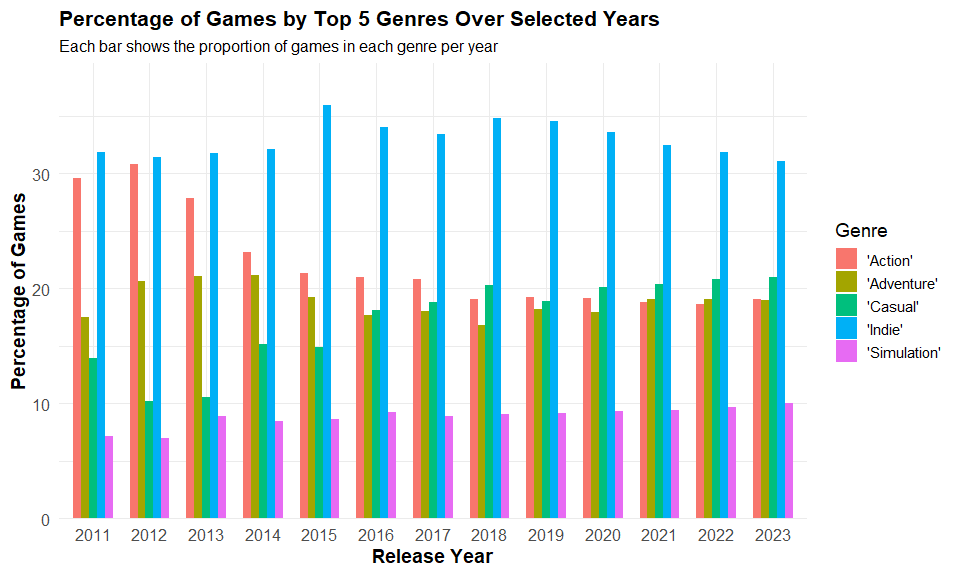 Percentage of Games by Top 5 Genres Over Selected Years
Each bar shows the proportion of games in each genre per year
Percentage of Games
30
20
10
0
2011 2012 2013 2014 2015 2016 2017 2018 2019 2020 2021 2022 2023
Release Year
Genre
'Action'
'Adventure'
'Casual'
'Indie'
'Simulation'